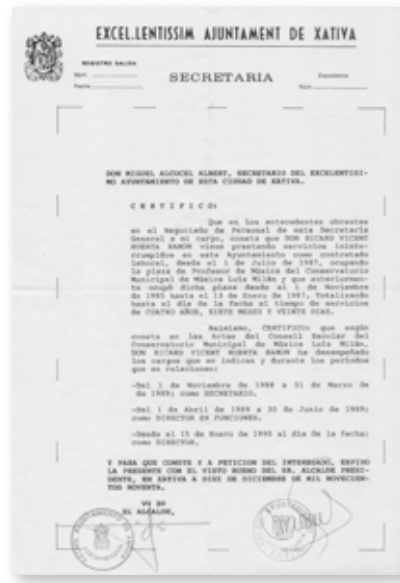 EXCEL.LENTISSIM AJUNTAMENT DE XATIVA
REGISTRO SALIDA
Núm.
Fecha
SECRETARIA
Expediente
Núm.
DON MIGUEL ALCOCEL ALBERT, SECRETARIO DEL EXCELENTISI-
MO AYUNTAMIENTO DE ESTA CIUDAD DE XATIVA.
C E R T I F I C O:
Que en los antecedentes obrantes
en el Negociado de Personal de esta Secretaría
General a mi cargo, consta que DON RICARD VICENT
HUERTA RAMON viene prestando servicios ininte-
rrumpidos en este Ayuntamiento como contratado
laboral, desde el 1 de Julio de 1987, ocupando
la plaza de Profesor de Música del Conservatorio
Municipal de Música Luis Milán y que anteriormen-
te ocupó dicha plaza desde el 1 de Noviembre
de 1985 hasta el 13 de Enero de 1987, totalizando
hasta el día de la fecha el tiempo de servicios
de CUATRO AÑOS, SIETE MESES Y VEINTE DIAS.
Asimismo, CERTIFICO: que según
consta en las Actas del Consell Escolar del
Conservatorio Municipal de Música Luis Milán,
DON RICARD VICENT HUERTA RAMON ha desempeñado
los cargos que se indican y durante los periodos
que se relacionan:
-Del 1 de Noviembre de 1988 a 31 de Marzo de
de 1989; como SECRETARIO.
-Del 1 de Abril de 1989 a 30 de Junio de 1989;
como DIRECTOR EN FUNCIONES.
-Desde el 15 de Enero de 1990 al día de la fecha;
como DIRECTOR.
Y PARA QUE CONSTE Y A PETICION DEL INTERESADO, EXPIDO
LA PRESENTE CON EL VISTO BUENO DEL SR. ALCALDE PRESI-
DENTE, EN XATIVA A DIEZ DE DICIEMBRE DE MIL NOVECIEN-
TOS NOVENTA.
Vº Bº
EL ALCALDE,